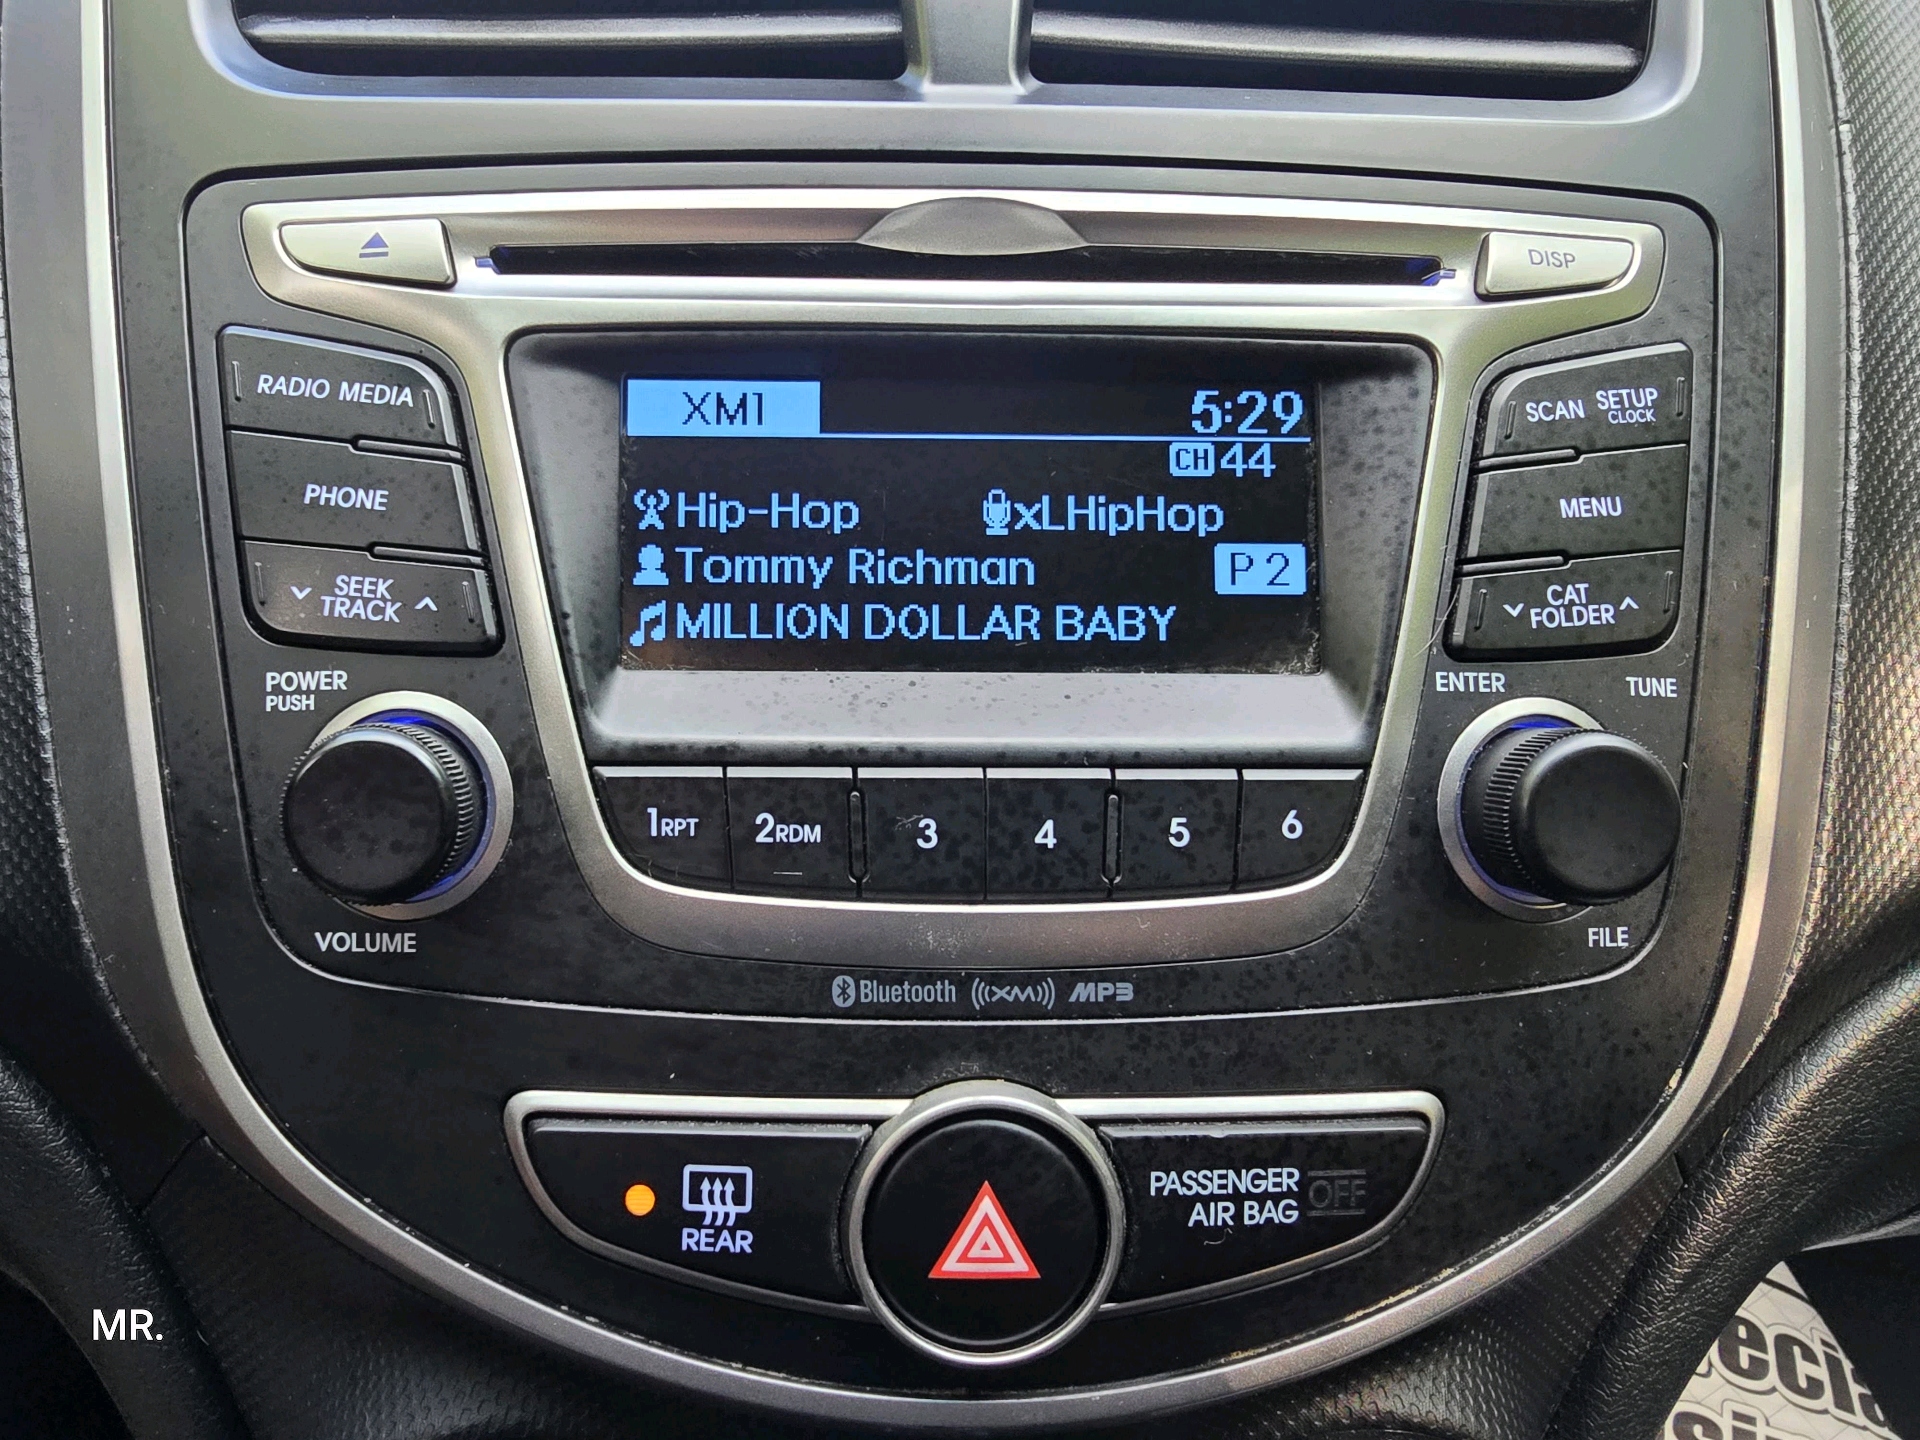 DISP
RADIO MEDIA
PHONE
SEEK
TRACK
XM1 5:29
CH 44
Hip-Hop xLHipHop
Tommy Richman P 2
MILLION DOLLAR BABY
SCAN SETUP
CLOCK
MENU
CAT
FOLDER
POWER
PUSH
VOLUME
ENTER TUNE
FILE
1RPT 2RDM 3 4 5 6
Bluetooth ((XM)) MP3
REAR
PASSENGER
AIR BAG OFF
MR.